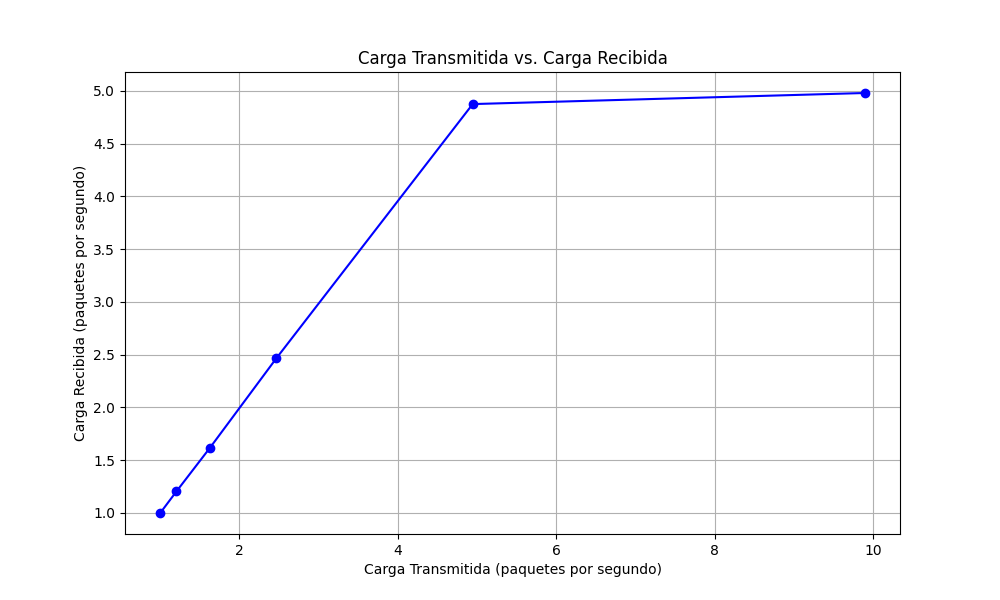 Carga Transmitida vs. Carga Recibida
5.0
4.5
4.0
3.5
3.0
2.5
2.0
1.5
1.0
Carga Recibida (paquetes por segundo)
2 4 6 8 10
Carga Transmitida (paquetes por segundo)